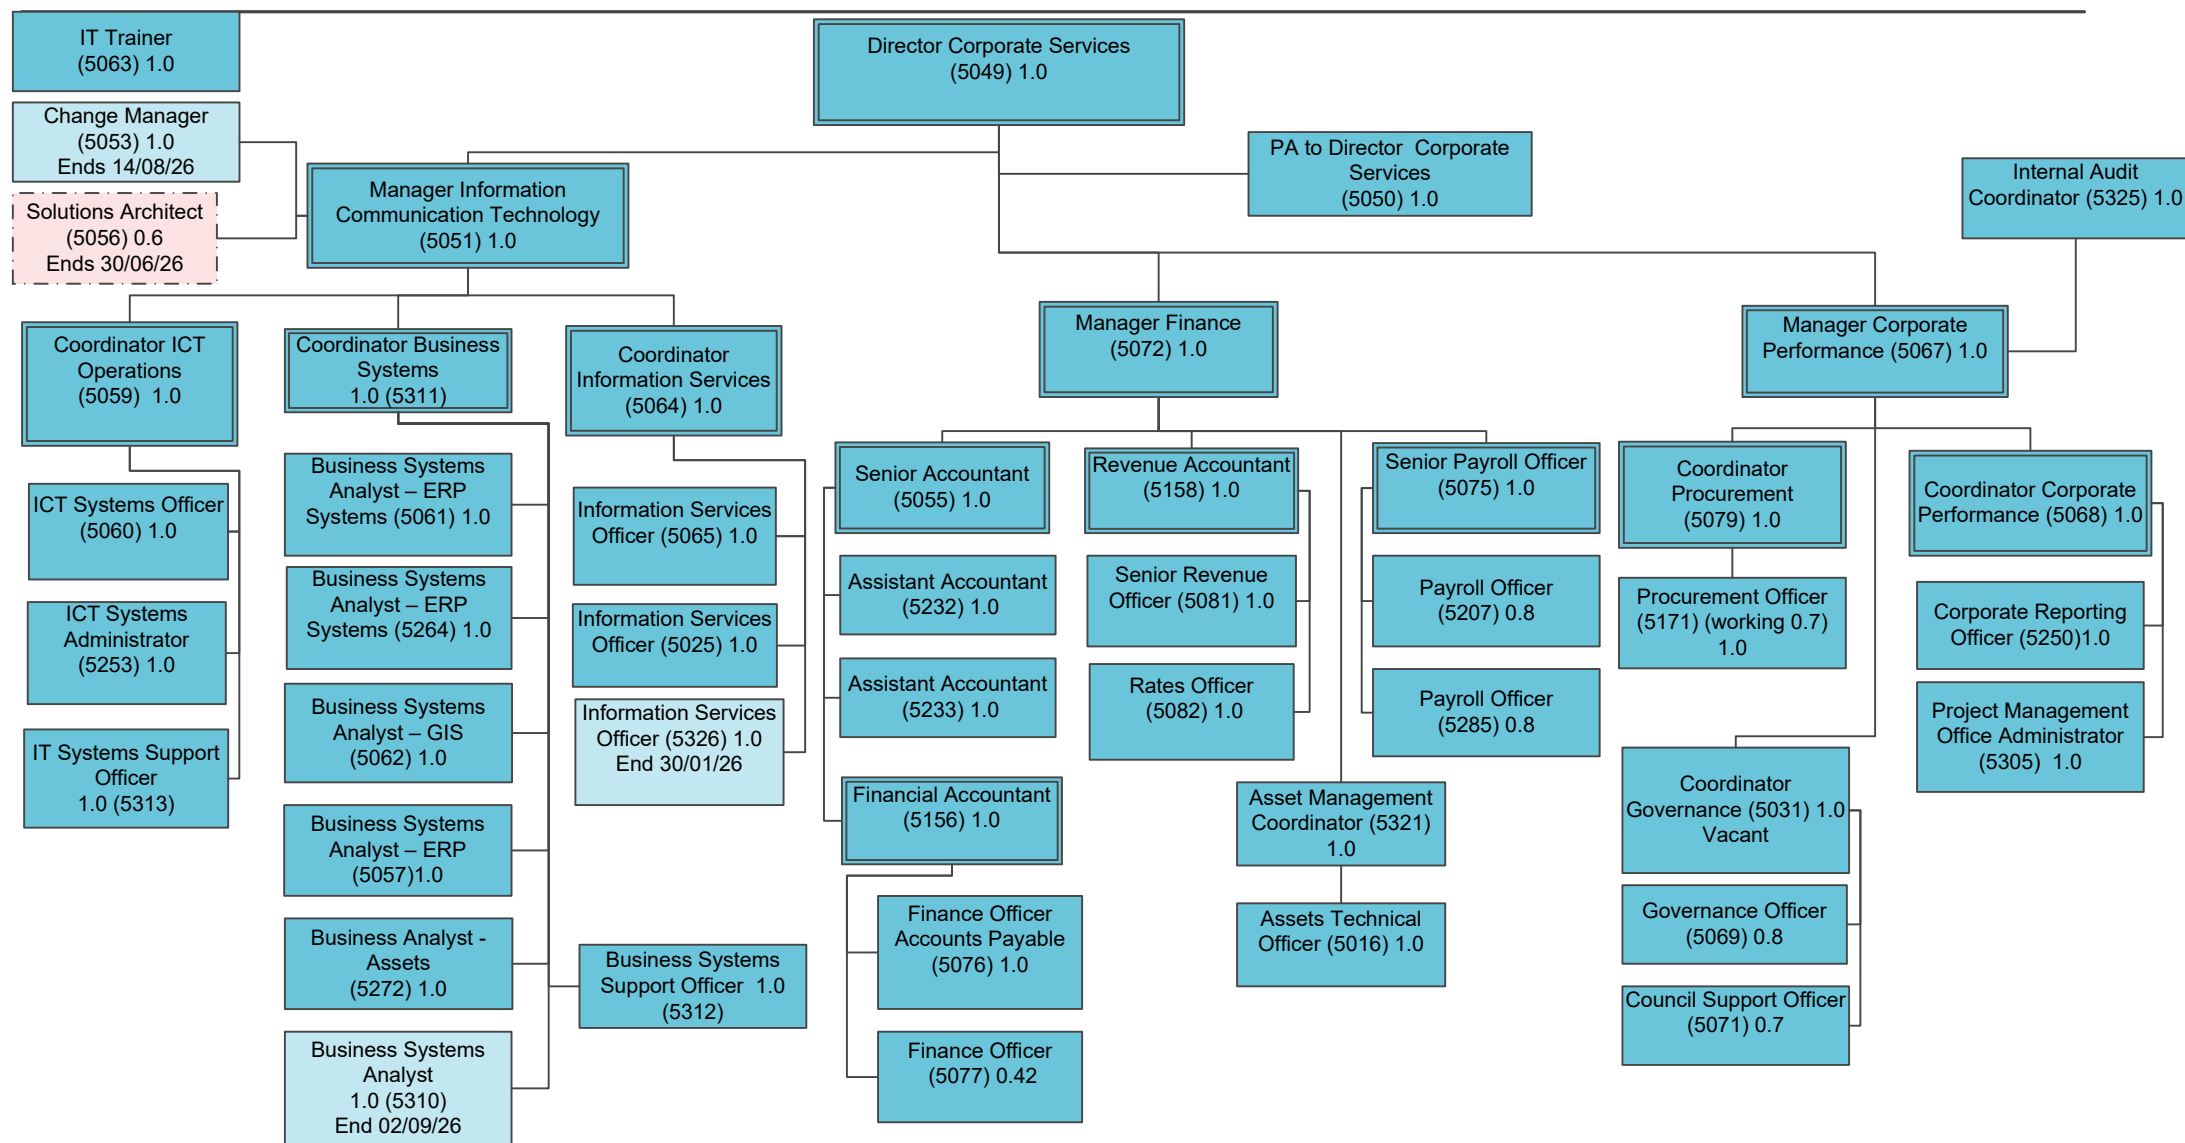 IT Trainer
(5063) 1.0
Director Corporate Services
(5049) 1.0
Change Manager
(5053) 1.0
Ends 14/08/26
PA to Director  Corporate
Services
(5050) 1.0
Internal Audit
Coordinator (5325) 1.0
Manager Information
Communication Technology
(5051) 1.0
Solutions Architect
(5056) 0.6
Ends 30/06/26
Coordinator ICT
Operations
(5059)  1.0
Coordinator Business
Systems
1.0 (5311)
Coordinator
Information Services
(5064) 1.0
Manager Finance
(5072) 1.0
Manager Corporate
Performance (5067) 1.0
ICT Systems Officer
(5060) 1.0
ICT Systems
Administrator
(5253) 1.0
IT Systems Support
Officer
1.0 (5313)
Business Systems
Analyst – ERP
Systems (5061) 1.0
Business Systems
Analyst – ERP
Systems (5264) 1.0
Business Systems
Analyst – GIS
(5062) 1.0
Business Systems
Analyst – ERP
(5057)1.0
Business Analyst -
Assets
(5272) 1.0
Business Systems
Analyst
1.0 (5310)
End 02/09/26
Business Systems
Support Officer  1.0
(5312)
Information Services
Officer (5065) 1.0
Information Services
Officer (5025) 1.0
Information Services
Officer (5326) 1.0
End 30/01/26
Senior Accountant
(5055) 1.0
Assistant Accountant
(5232) 1.0
Assistant Accountant
(5233) 1.0
Financial Accountant
(5156) 1.0
Finance Officer
Accounts Payable
(5076) 1.0
Finance Officer
(5077) 0.42
Revenue Accountant
(5158) 1.0
Senior Revenue
Officer (5081) 1.0
Rates Officer
(5082) 1.0
Asset Management
Coordinator (5321)
1.0
Assets Technical
Officer (5016) 1.0
Senior Payroll Officer
(5075) 1.0
Payroll Officer
(5207) 0.8
Payroll Officer
(5285) 0.8
Coordinator
Procurement
(5079) 1.0
Procurement Officer
(5171) (working 0.7)
1.0
Coordinator
Governance (5031) 1.0
Vacant
Governance Officer
(5069) 0.8
Council Support Officer
(5071) 0.7
Coordinator Corporate
Performance (5068) 1.0
Corporate Reporting
Officer (5250)1.0
Project Management
Office Administrator
(5305)  1.0